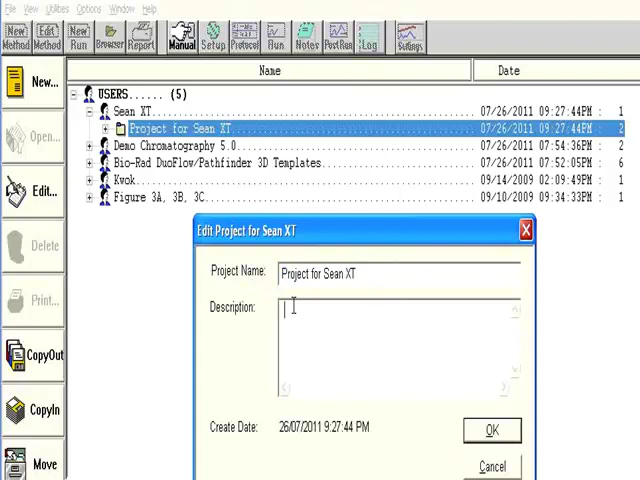 File View Utilities Options Window Help
New Method Edit Method New Run Browser Report Manual Setup Protocol Run Notes PostRun Log Settings
Name Date
New...
Open...
Edit...
Delete
Print...
CopyOut
CopyIn
Move
USERS...... (5)
Sean XT 07/26/2011 09:27:44PM : 1
Project for Sean XT 07/26/2011 09:27:44PM : 2
Demo Chromatography 5.0 07/26/2011 07:54:36PM : 2
Bio-Rad DuoFlow/Pathfinder 3D Templates 07/26/2011 07:52:05PM : 6
Kwok 09/14/2009 02:09:49PM : 1
Figure 3A, 3B, 3C 09/10/2009 09:34:33PM : 1
Edit Project for Sean XT
Project Name: Project for Sean XT
Description:
Create Date: 26/07/2011 9:27:44 PM
OK
Cancel